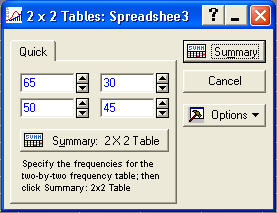 2 x 2 Tables: Spreadshee3
Quick
Summary
65 30
Cancel
50 45
Options
Summary: 2 X 2 Table
Specify the frequencies for the
two-by-two frequency table; then
click Summary: 2x2 Table